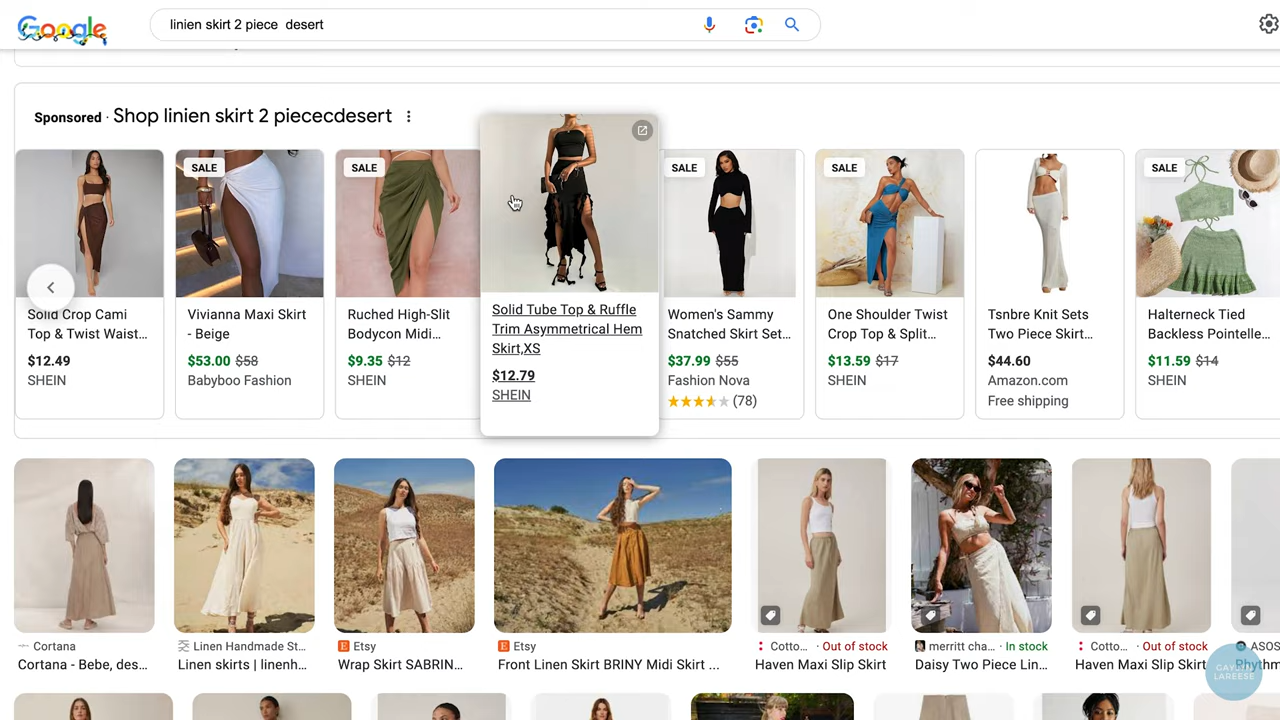 Google
linien skirt 2 piece desert
Sponsored · Shop linien skirt 2 piececdesert
SALE
SALE
SALE
SALE
SALE
Solid Crop Cami
Top & Twist Waist...
$12.49
SHEIN
Vivianna Maxi Skirt
- Beige
$53.00 $58
Babyboo Fashion
Ruched High-Slit
Bodycon Midi...
$9.35 $12
SHEIN
Solid Tube Top & Ruffle
Trim Asymmetrical Hem
Skirt,XS
$12.79
SHEIN
Women's Sammy
Snatched Skirt Set...
$37.99 $55
Fashion Nova
(78)
One Shoulder Twist
Crop Top & Split...
$13.59 $17
SHEIN
Tsnbre Knit Sets
Two Piece Skirt...
$44.60
Amazon.com
Free shipping
Halterneck Tied
Backless Pointelle...
$11.59 $14
SHEIN
Cortana
Cortana - Bebe, des...
Linen Handmade St...
Linen skirts | linenh...
Etsy
Wrap Skirt SABRIN...
Etsy
Front Linen Skirt BRINY Midi Skirt ...
Cotto... · Out of stock
Haven Maxi Slip Skirt
merritt cha... · In stock
Daisy Two Piece Lin...
Cotto... · Out of stock
Haven Maxi Slip Skirt
ASOS
LAREESE